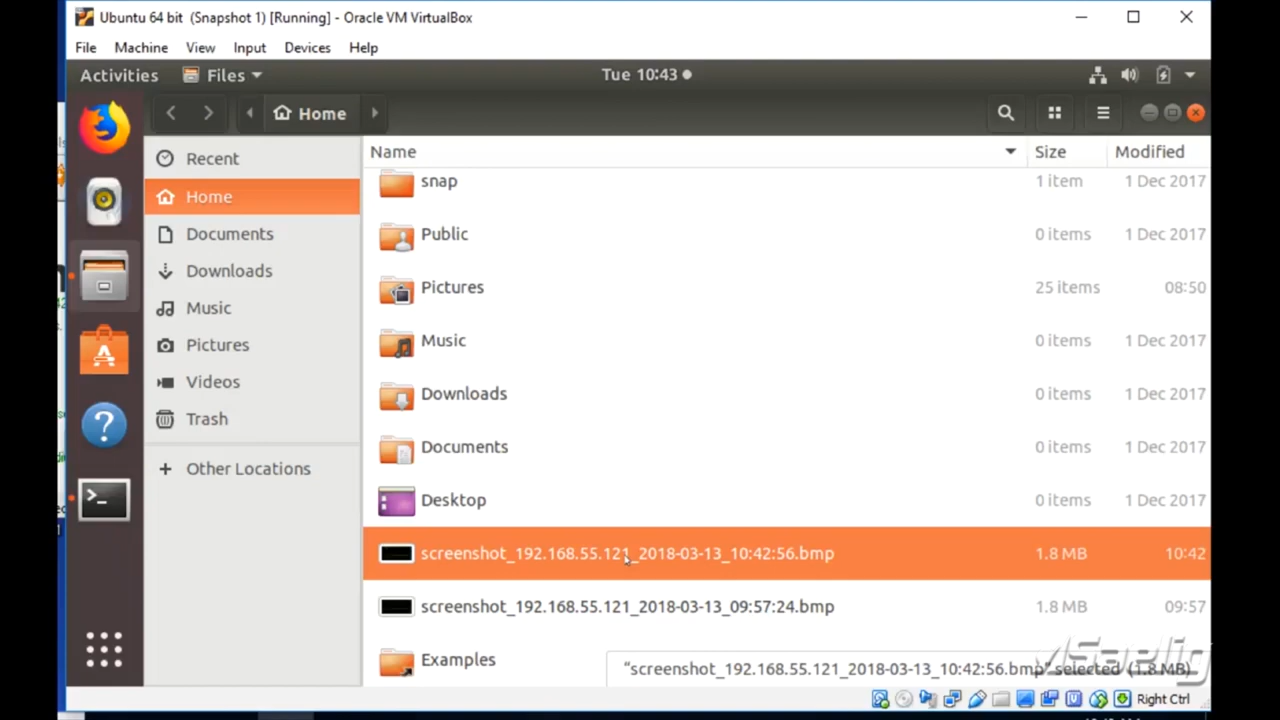 Ubuntu 64 bit (Snapshot 1) [Running] - Oracle VM VirtualBox
File Machine View Input Devices Help
Activities Files Tue 10:43
Home
Name Size Modified
Recent
Home
Documents
Downloads
Music
Pictures
Videos
Trash
+ Other Locations
snap 1 item 1 Dec 2017
Public 0 items 1 Dec 2017
Pictures 25 items 08:50
Music 0 items 1 Dec 2017
Downloads 0 items 1 Dec 2017
Documents 0 items 1 Dec 2017
Desktop 0 items 1 Dec 2017
screenshot_192.168.55.121_2018-03-13_10:42:56.bmp 1.8 MB 10:42
screenshot_192.168.55.121_2018-03-13_09:57:24.bmp 1.8 MB 09:57
Examples
"screenshot_192.168.55.121_2018-03-13_10:42:56.bmp" selected (1.8 MB)
Saelig
Right Ctrl